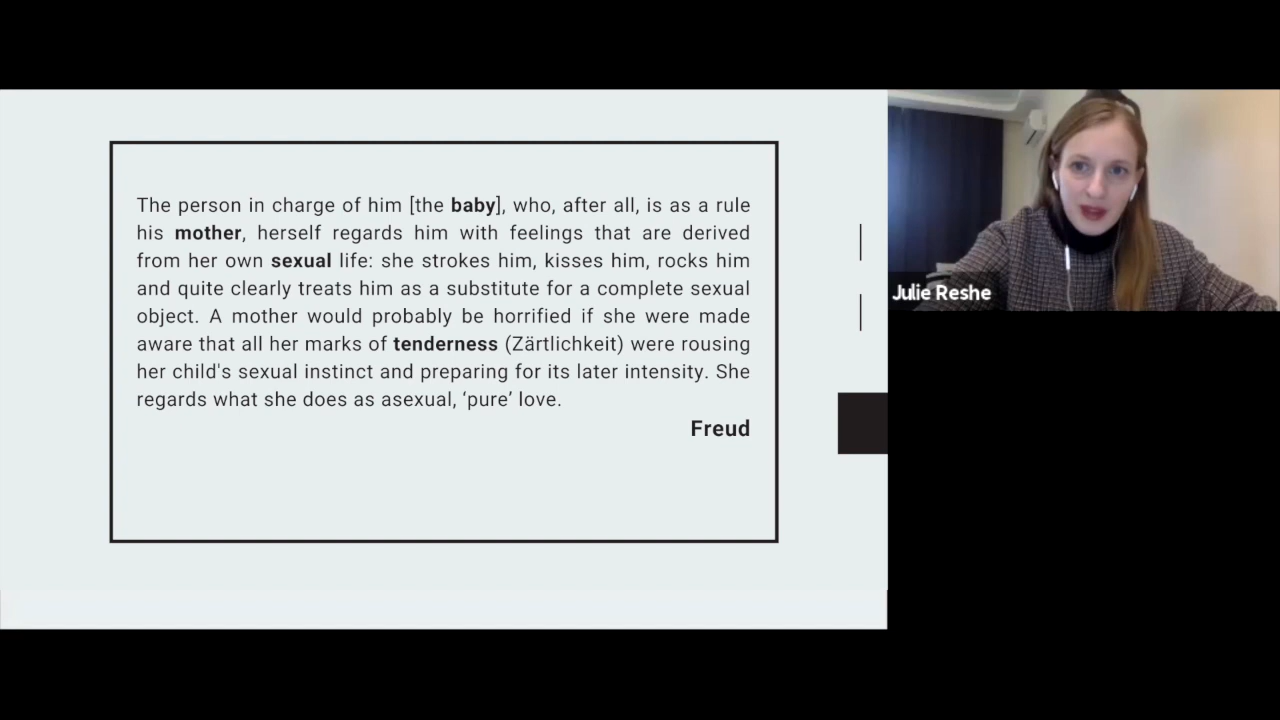 The person in charge of him [the baby], who, after all, is as a rule
his mother, herself regards him with feelings that are derived
from her own sexual life: she strokes him, kisses him, rocks him
and quite clearly treats him as a substitute for a complete sexual
object. A mother would probably be horrified if she were made
aware that all her marks of tenderness (Zärtlichkeit) were rousing
her child's sexual instinct and preparing for its later intensity. She
regards what she does as asexual, ‘pure’ love.
Freud
Julie Reshe